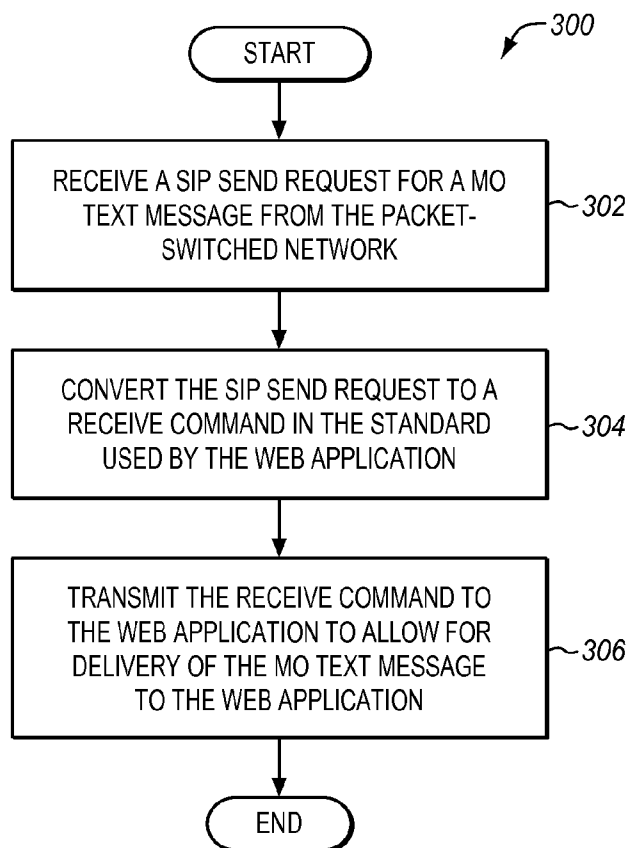 300
START
RECEIVE A SIP SEND REQUEST FOR A MO
TEXT MESSAGE FROM THE PACKET-
SWITCHED NETWORK
302
CONVERT THE SIP SEND REQUEST TO A
RECEIVE COMMAND IN THE STANDARD
USED BY THE WEB APPLICATION
304
TRANSMIT THE RECEIVE COMMAND TO
THE WEB APPLICATION TO ALLOW FOR
DELIVERY OF THE MO TEXT MESSAGE
TO THE WEB APPLICATION
306
END